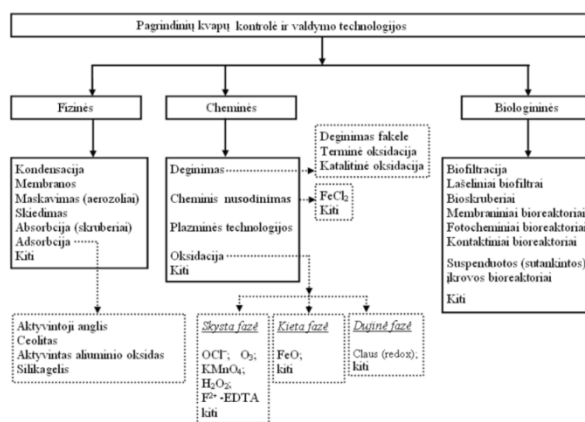 Pagrindinių kvapų kontrolė ir valdymo technologijos
Fizinės
Cheminės
Biologininės
Kondensacija
Membranos
Maskavimas (aerozoliai)
Skiedimas
Absorbcija (skruberiai)
Adsorbcija
Kiti
Deginimas
Cheminis nusodinimas
Plazminės technologijos
Oksidacija
Kiti
Deginimas fakele
Terminė oksidacija
Katalitinė oksidacija
FeCl₂
Kiti
Biofiltracija
Lašeliniai biofiltrai
Bioskruberiai
Membraniniai bioreaktoriai
Fotocheminiai bioreaktoriai
Kontaktiniai bioreaktoriai
Suspenduotos (sutankintos)
įkrovos bioreaktoriai
Kiti
Aktyvintoji anglis
Ceolitas
Aktyvintas aliuminio oksidas
Silikagelis
Skysta fazė
OCl⁻; O₃;
KMnO₄;
H₂O₂;
F²⁺ -EDTA
kiti
Kieta fazė
FeO;
kiti
Dujinė fazė
Claus (redox);
kiti